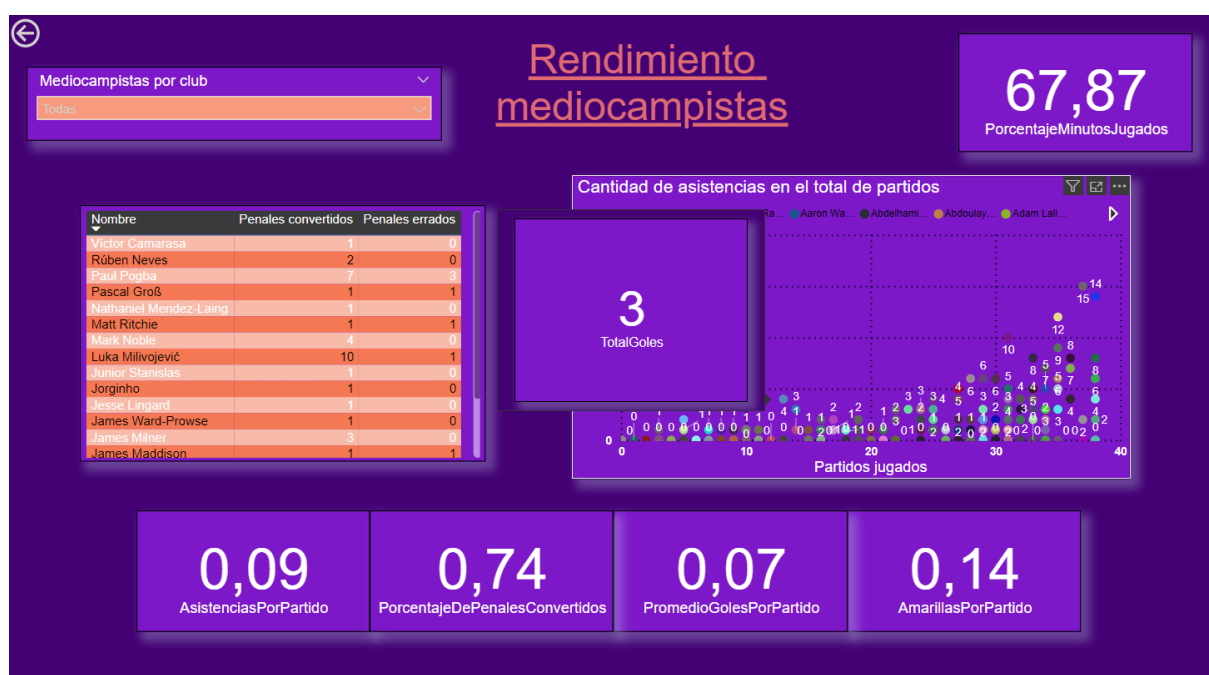 Rendimiento
mediocampistas
Mediocampistas por club
Todas
67,87
PorcentajeMinutosJugados
Nombre Penales convertidos Penales errados
Víctor Camarasa 1 0
Rúben Neves 2 0
Paul Pogba 7 3
Pascal Groß 1 1
Nathaniel Mendez-Laing 1 0
Matt Ritchie 1 1
Mark Noble 4 0
Luka Milivojević 10 1
Junior Stanislas 1 0
Jorginho 1 0
Jesse Lingard 1 0
James Ward-Prowse 1 0
James Milner 3 0
James Maddison 1 1
3
TotalGoles
Cantidad de asistencias en el total de partidos
Aaron Wa... Abdelhami... Abdoulay... Adam Lall...
14
15
12
10
0
0 10 20 30 40
Partidos jugados
0,09
AsistenciasPorPartido
0,74
PorcentajeDePenalesConvertidos
0,07
PromedioGolesPorPartido
0,14
AmarillasPorPartido